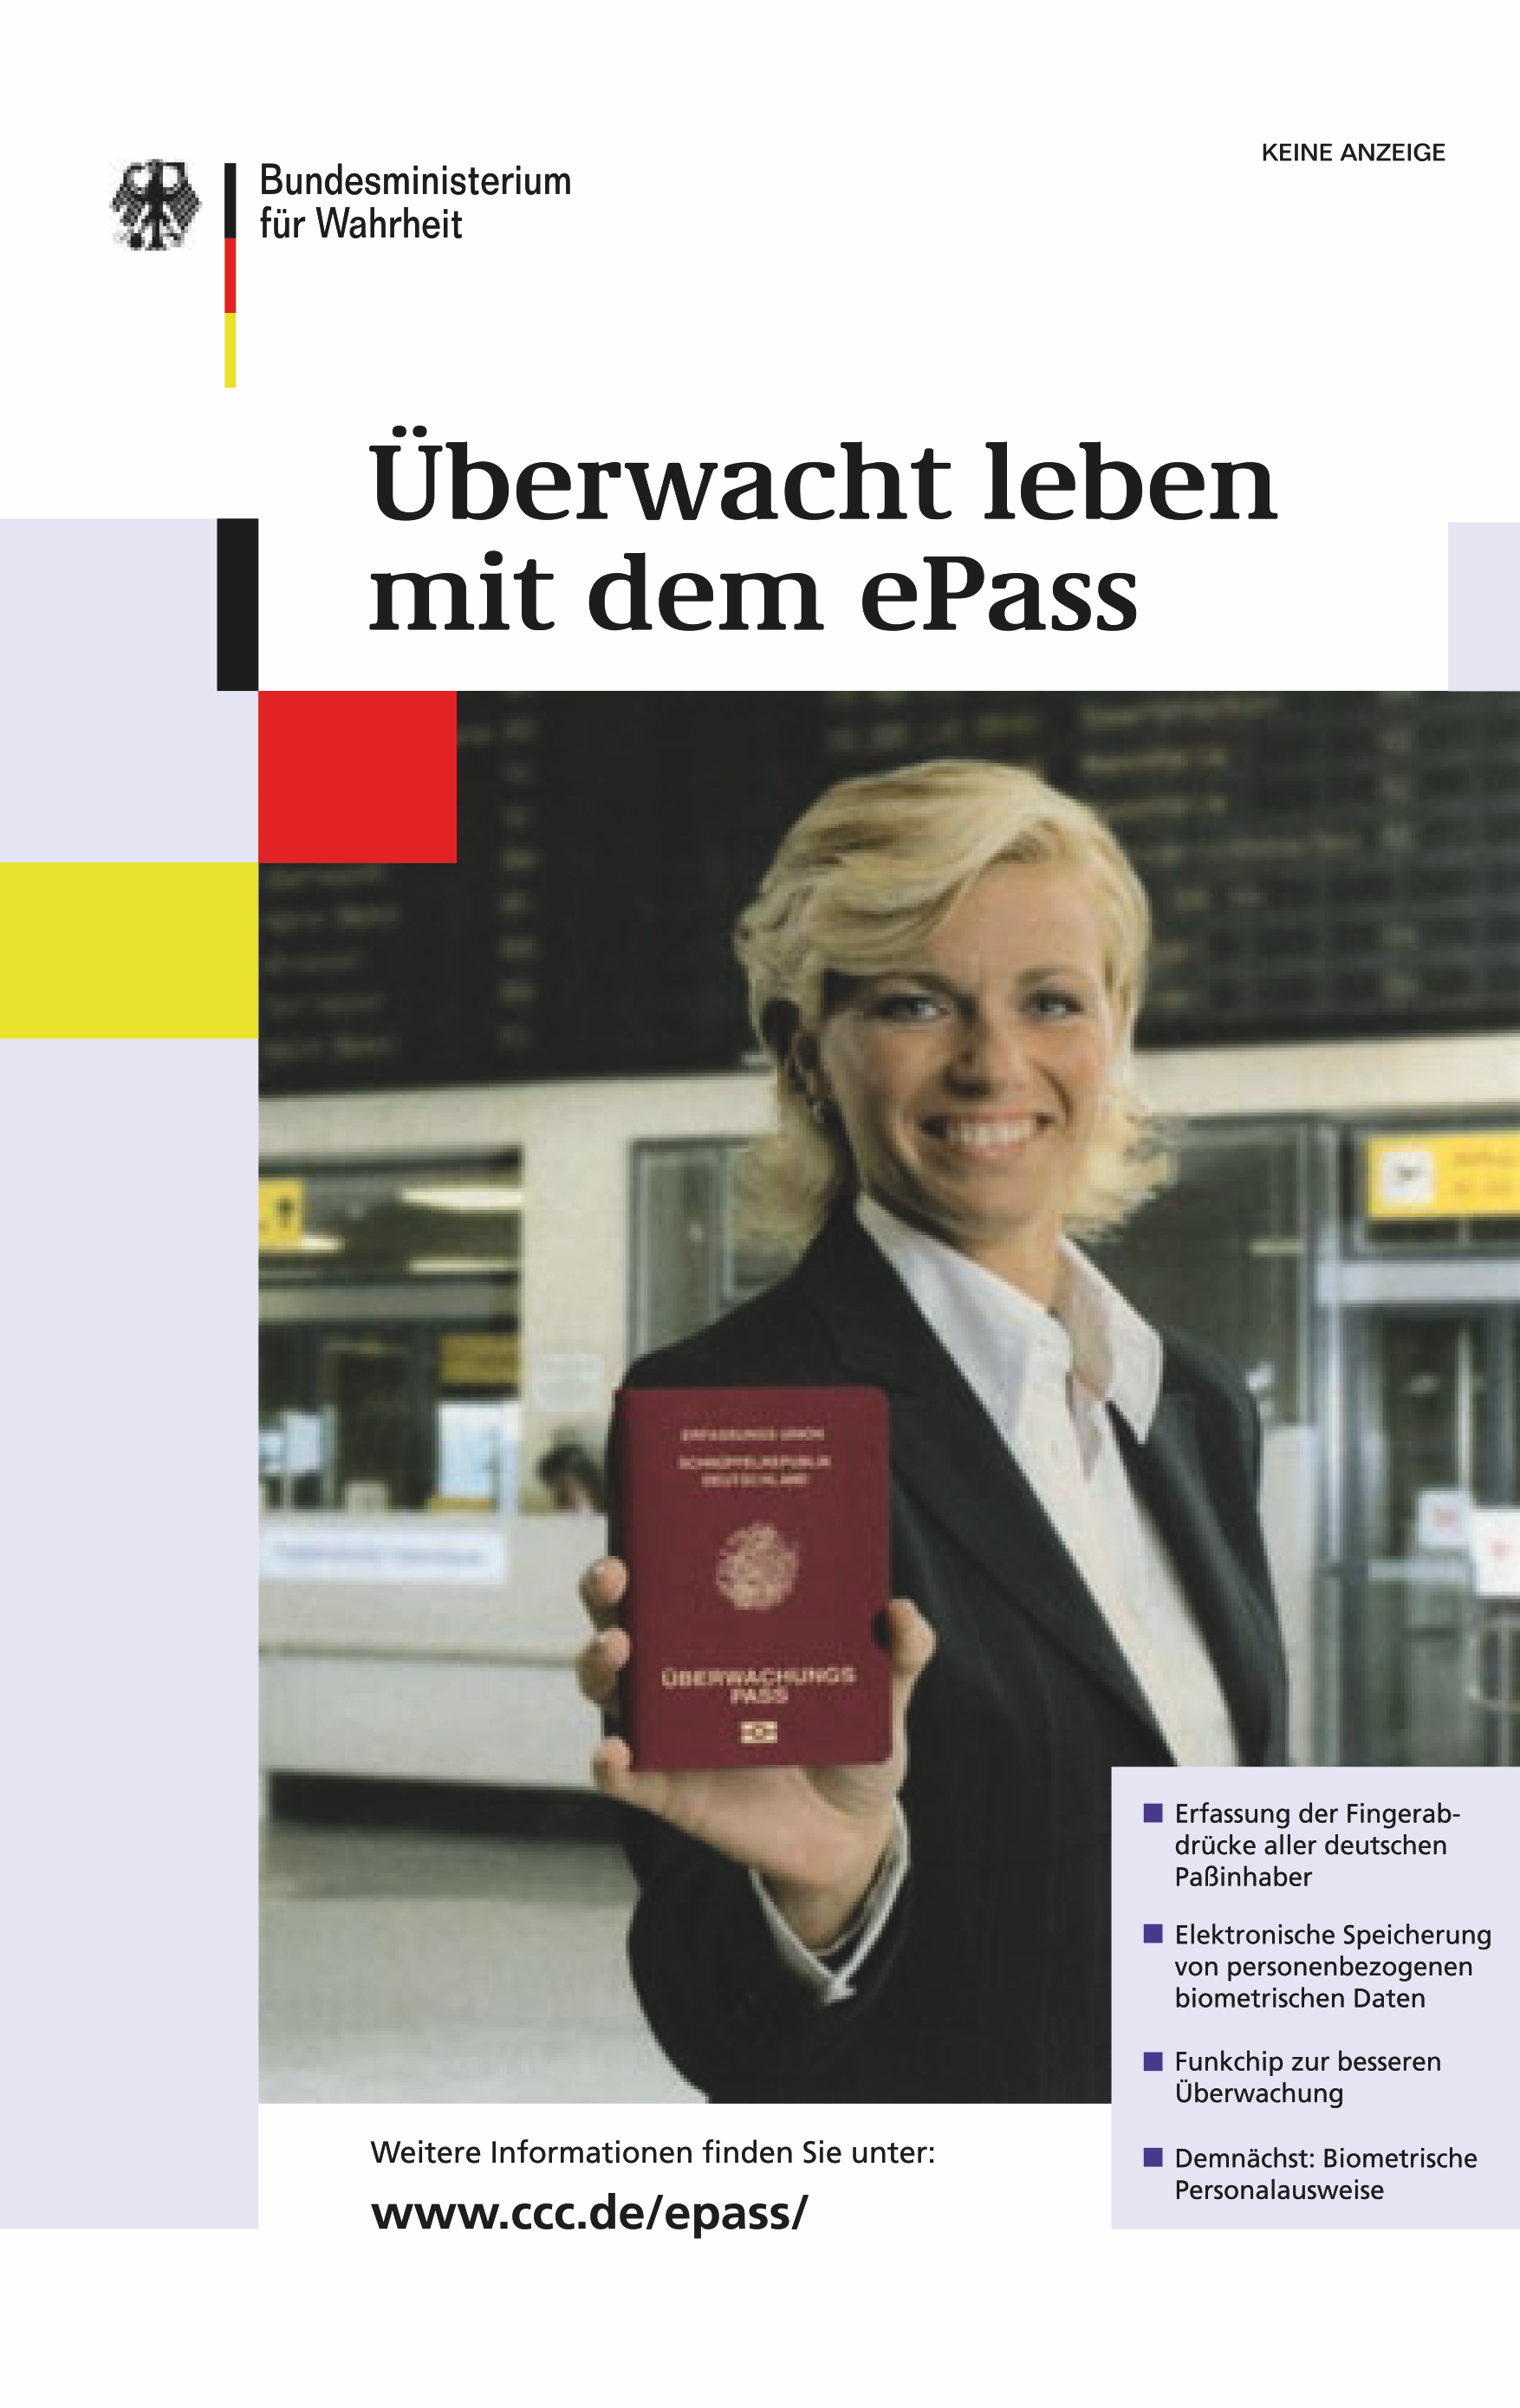 Bundesministerium
für Wahrheit
KEINE ANZEIGE
Überwacht leben
mit dem ePass
ERFASSUNGS UNION
SCHNÜFFELREPUBLIK
DEUTSCHLAND
ÜBERWACHUNGS
PASS
Erfassung der Fingerab-
drücke aller deutschen
Paßinhaber
Elektronische Speicherung
von personenbezogenen
biometrischen Daten
Funkchip zur besseren
Überwachung
Demnächst: Biometrische
Personalausweise
Weitere Informationen finden Sie unter:
www.ccc.de/epass/